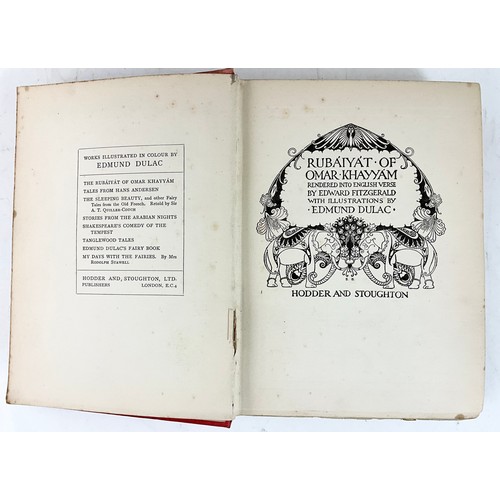 WORKS ILLUSTRATED IN COLOUR BY
EDMUND DULAC
THE RUBÁIYÁT OF OMAR KHAYYÁM
TALES FROM HANS ANDERSEN
THE SLEEPING BEAUTY, and other Fairy
Tales from the Old French. Retold by Sir
A. T. QUILLER-COUCH
STORIES FROM THE ARABIAN NIGHTS
SHAKESPEARE'S COMEDY OF THE
TEMPEST
TANGLEWOOD TALES
EDMUND DULAC'S FAIRY BOOK
MY DAYS WITH THE FAIRIES. By Mrs
RODOLPH STAWELL
HODDER AND STOUGHTON, LTD.
PUBLISHERS LONDON, E.C.4
RUBÁIYÁT·OF
OMAR·KHAYYÁM
RENDERED INTO ENGLISH VERSE
BY EDWARD FITZGERALD
WITH ILLUSTRATIONS BY
·EDMUND DULAC·
HODDER AND STOUGHTON